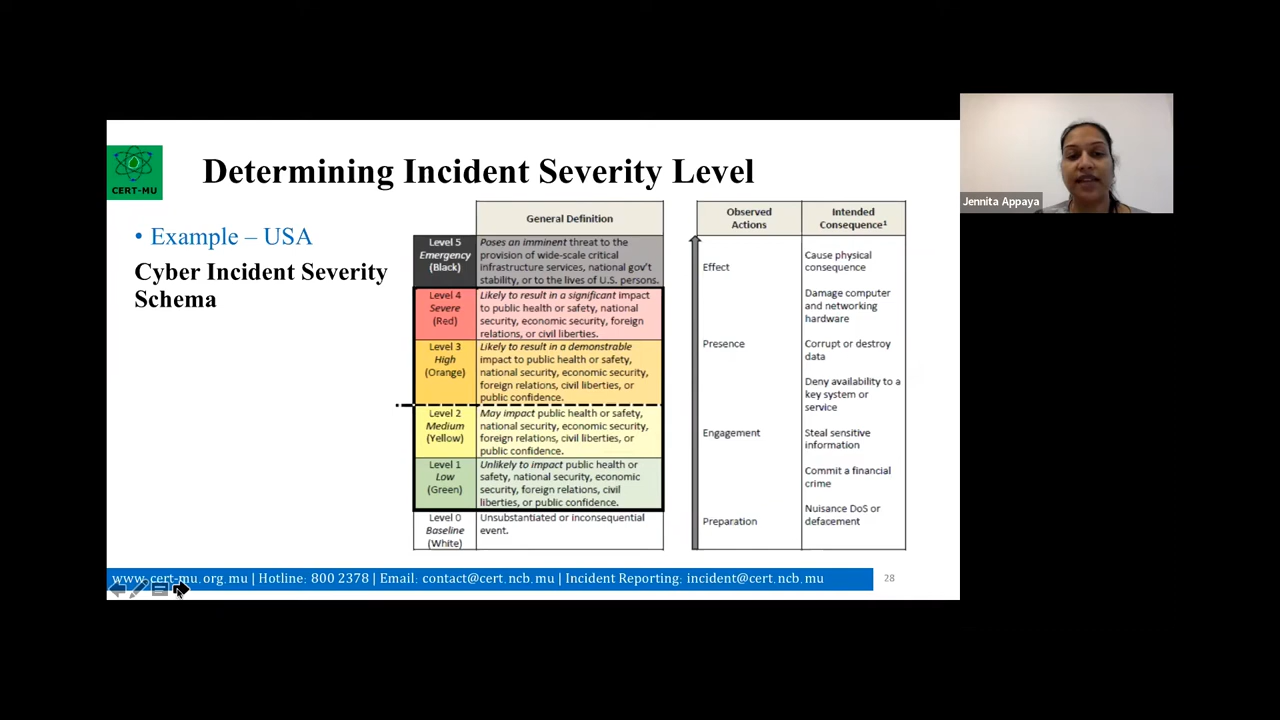 Determining Incident Severity Level
CERT-MU
• Example – USA
Cyber Incident Severity
Schema
General Definition
Level 5
Emergency
(Black)
Poses an imminent threat to the
provision of wide-scale critical
infrastructure services, national gov't
stability, or to the lives of U.S. persons.
Level 4
Severe
(Red)
Likely to result in a significant impact
to public health or safety, national
security, economic security, foreign
relations, or civil liberties.
Level 3
High
(Orange)
Likely to result in a demonstrable
impact to public health or safety,
national security, economic security,
foreign relations, civil liberties, or
public confidence.
Level 2
Medium
(Yellow)
May impact public health or safety,
national security, economic security,
foreign relations, civil liberties, or
public confidence.
Level 1
Low
(Green)
Unlikely to impact public health or
safety, national security, economic
security, foreign relations, civil
liberties, or public confidence.
Level 0
Baseline
(White)
Unsubstantiated or inconsequential
event.
Observed
Actions
Intended
Consequence¹
Effect
Cause physical
consequence
Damage computer
and networking
hardware
Presence
Corrupt or destroy
data
Deny availability to a
key system or
service
Engagement
Steal sensitive
information
Commit a financial
crime
Preparation
Nuisance DoS or
defacement
www.cert-mu.org.mu | Hotline: 800 2378 | Email: contact@cert.ncb.mu | Incident Reporting: incident@cert.ncb.mu
28
Jennita Appaya